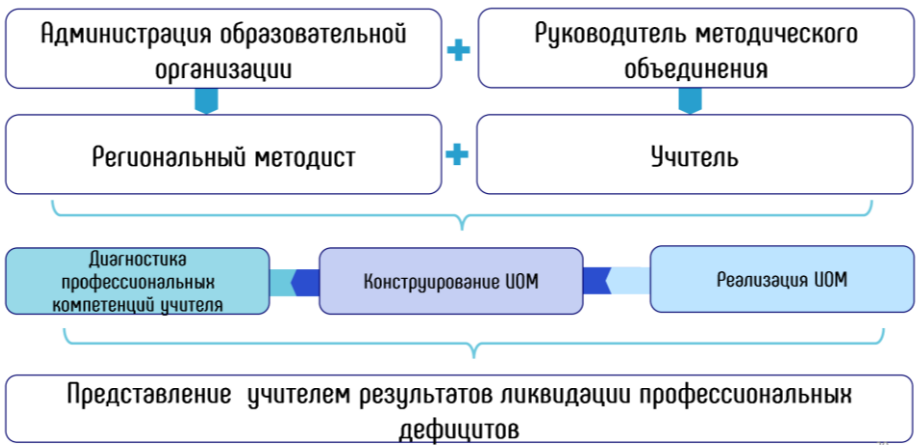 Администрация образовательной
организации
Руководитель методического
объединения
Региональный методист
Учитель
Диагностика
профессиональных
компетенций учителя
Конструирование ИОМ
Реализация ИОМ
Представление учителем результатов ликвидации профессиональных
дефицитов